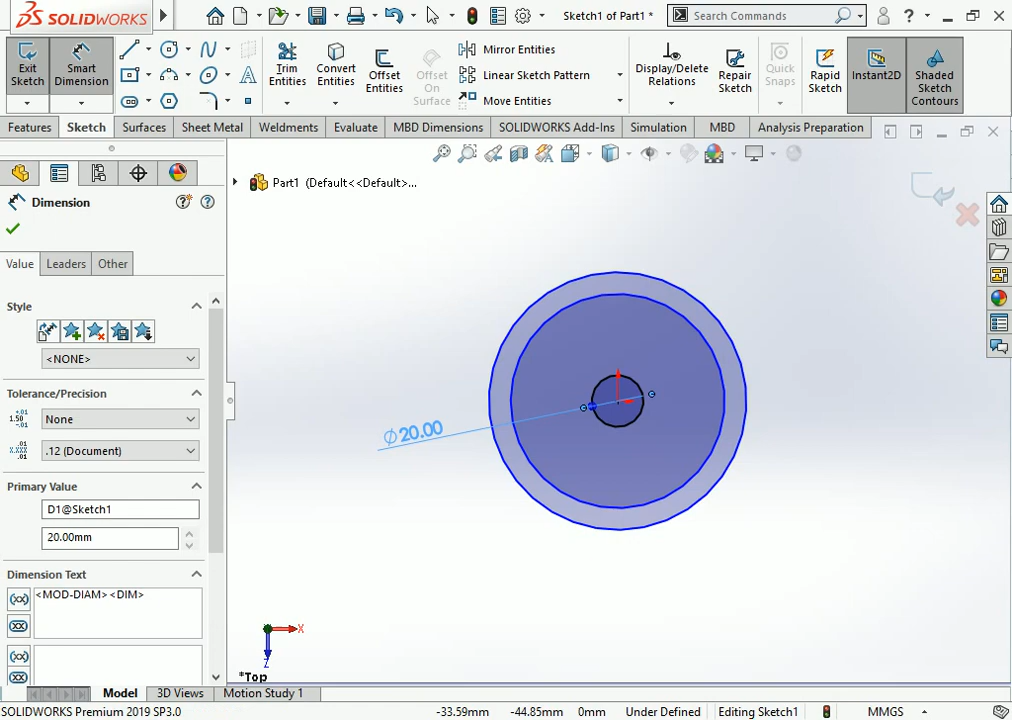 SOLIDWORKS
Sketch1 of Part1 *
Search Commands
?
Exit Sketch
Smart Dimension
Trim Entities
Convert Entities
Offset Entities
Offset On Surface
Mirror Entities
Linear Sketch Pattern
Move Entities
Display/Delete Relations
Repair Sketch
Quick Snaps
Rapid Sketch
Instant2D
Shaded Sketch Contours
Features
Sketch
Surfaces
Sheet Metal
Weldments
Evaluate
MBD Dimensions
SOLIDWORKS Add-Ins
Simulation
MBD
Analysis Preparation
Part1 (Default<<Default>...
Dimension
Value
Leaders
Other
Style
<NONE>
Tolerance/Precision
None
.12 (Document)
Primary Value
D1@Sketch1
20.00mm
Dimension Text
<MOD-DIAM><DIM>
∅20.00
X
Z
*Top
Model
3D Views
Motion Study 1
SOLIDWORKS Premium 2019 SP3.0
-33.59mm
-44.85mm
0mm
Under Defined
Editing Sketch1
MMGS